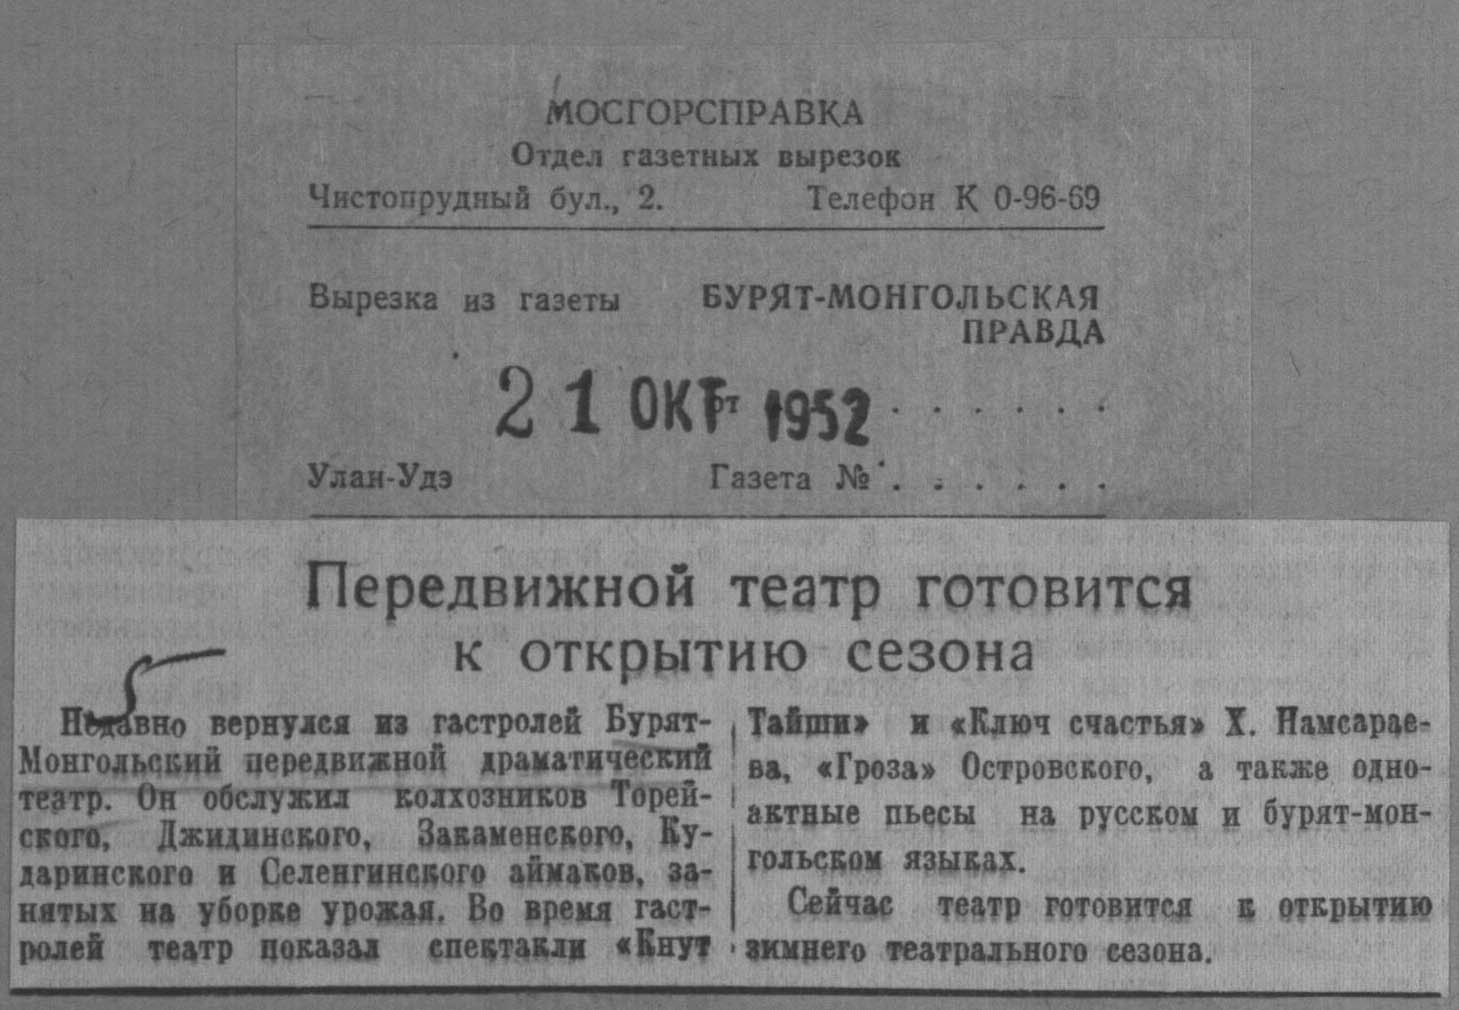 МОСГОРСПРАВКА
Отдел газетных вырезок
Чистопрудный бул., 2. Телефон К 0-96-69
Вырезка из газеты БУРЯТ-МОНГОЛЬСКАЯ
ПРАВДА
21 ОКТ 1952 . . . . . .
Улан-Удэ Газета № . . . . . .
Передвижной театр готовится
к открытию сезона
Недавно вернулся из гастролей Бурят-
Монгольский передвижной драматический
театр. Он обслужил колхозников Торей-
ского, Джидинского, Закаменского, Ку-
даринского и Селенгинского аймаков, за-
нятых на уборке урожая. Во время гаст-
ролей театр показал спектакли «Кнут
Тайши» и «Ключ счастья» Х. Намсарае-
ва, «Гроза» Островского, а также одно-
актные пьесы на русском и бурят-мон-
гольском языках.
Сейчас театр готовится к открытию
зимнего театрального сезона.